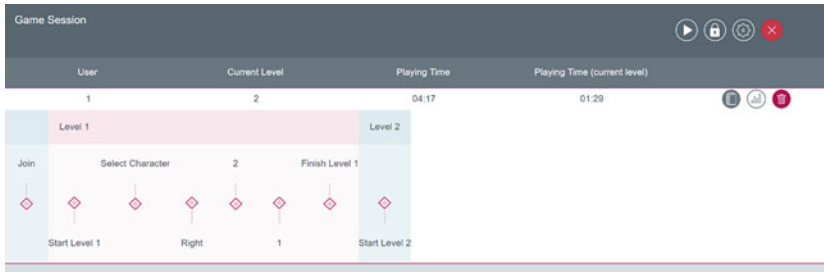 Game Session
User Current Level Playing Time Playing Time (current level)
1 2 04:17 01:29
Level 1 Level 2
Join Select Character 2 Finish Level 1
Start Level 1 Right 1 Start Level 2